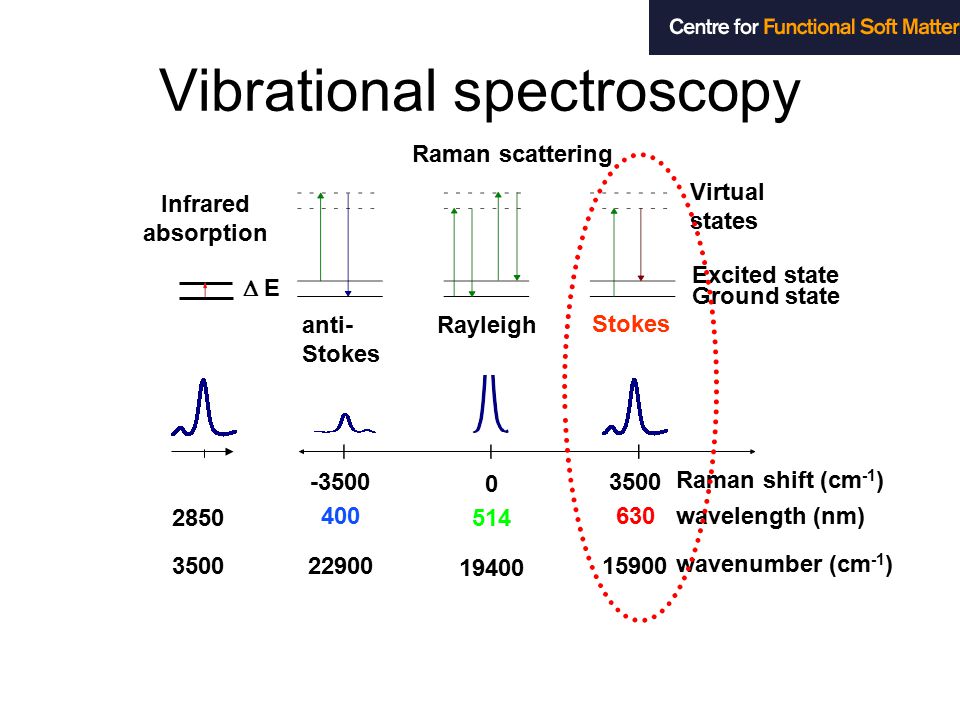 Centre for Functional Soft Matter
Vibrational spectroscopy
Raman scattering
Infrared
absorption
Virtual
states
Δ E
Excited state
Ground state
anti-
Stokes
Rayleigh
Stokes
-3500 0 3500 Raman shift (cm-1)
2850 400 514 630 wavelength (nm)
3500 22900 19400 15900 wavenumber (cm-1)